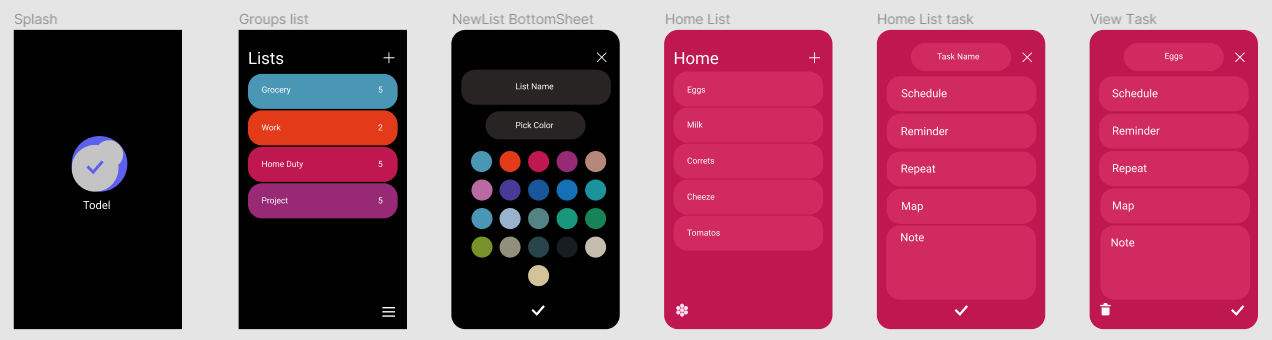 Splash
Todel
Groups list
Lists
Grocery 5
Work 2
Home Duty 5
Project 5
NewList BottomSheet
List Name
Pick Color
Home List
Home
Eggs
Milk
Correts
Cheeze
Tomatos
Home List task
Task Name
Schedule
Reminder
Repeat
Map
Note
View Task
Eggs
Schedule
Reminder
Repeat
Map
Note